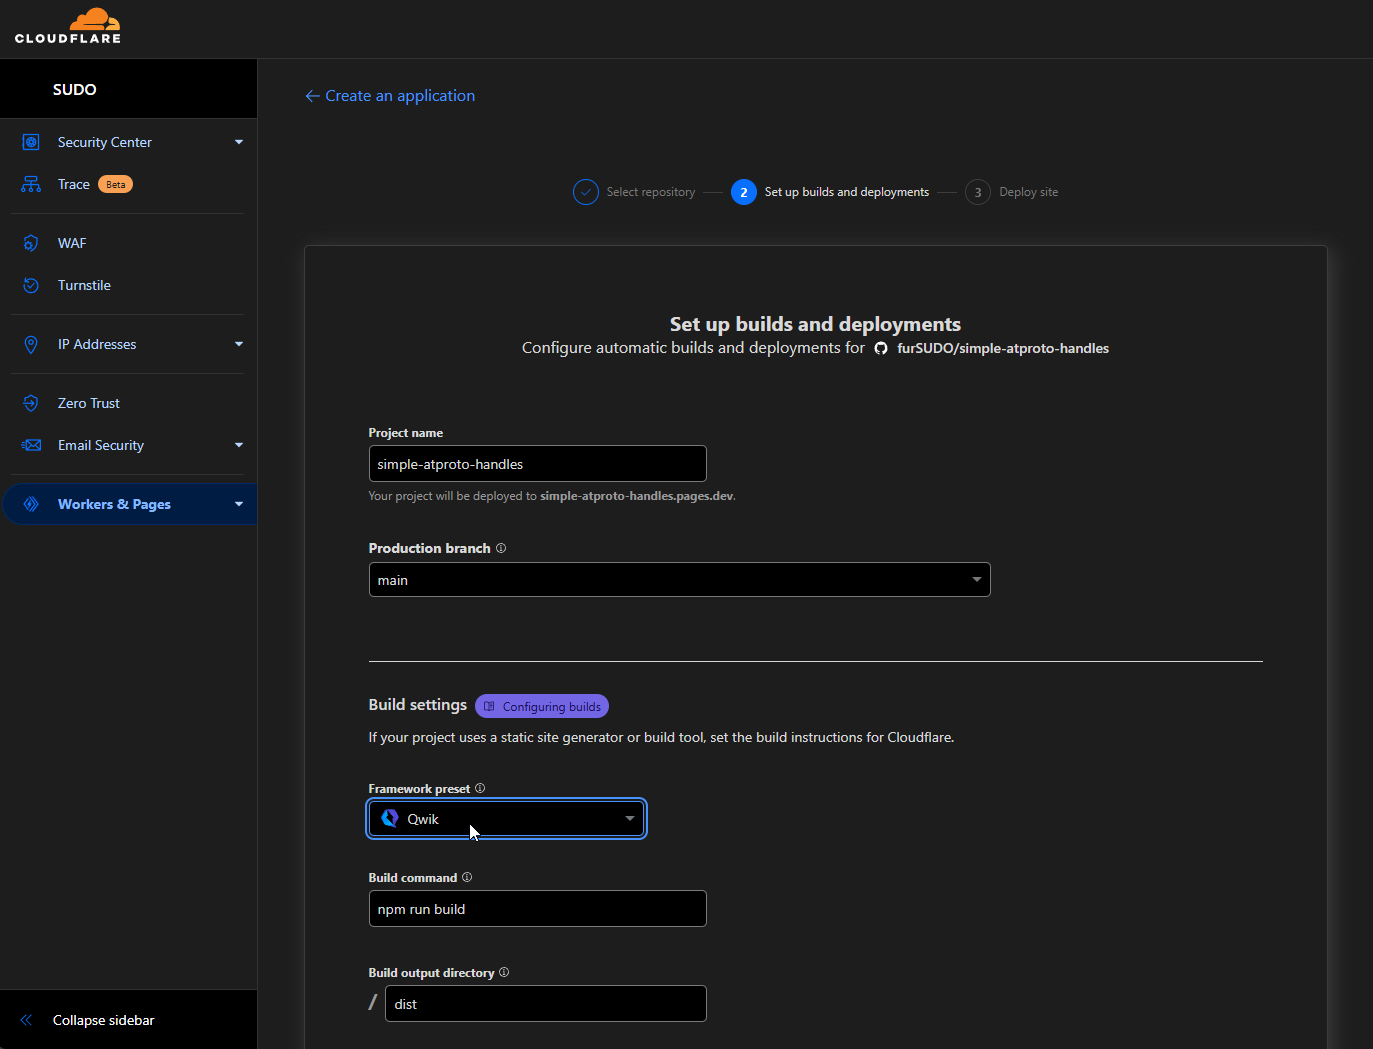 CLOUDFLARE
SUDO
Security Center
Trace Beta
WAF
Turnstile
IP Addresses
Zero Trust
Email Security
Workers & Pages
Collapse sidebar
Create an application
Select repository
2 Set up builds and deployments
3 Deploy site
Set up builds and deployments
Configure automatic builds and deployments for furSUDO/simple-atproto-handles
Project name
simple-atproto-handles
Your project will be deployed to simple-atproto-handles.pages.dev.
Production branch
main
Build settings Configuring builds
If your project uses a static site generator or build tool, set the build instructions for Cloudflare.
Framework preset
Qwik
Build command
npm run build
Build output directory
/ dist